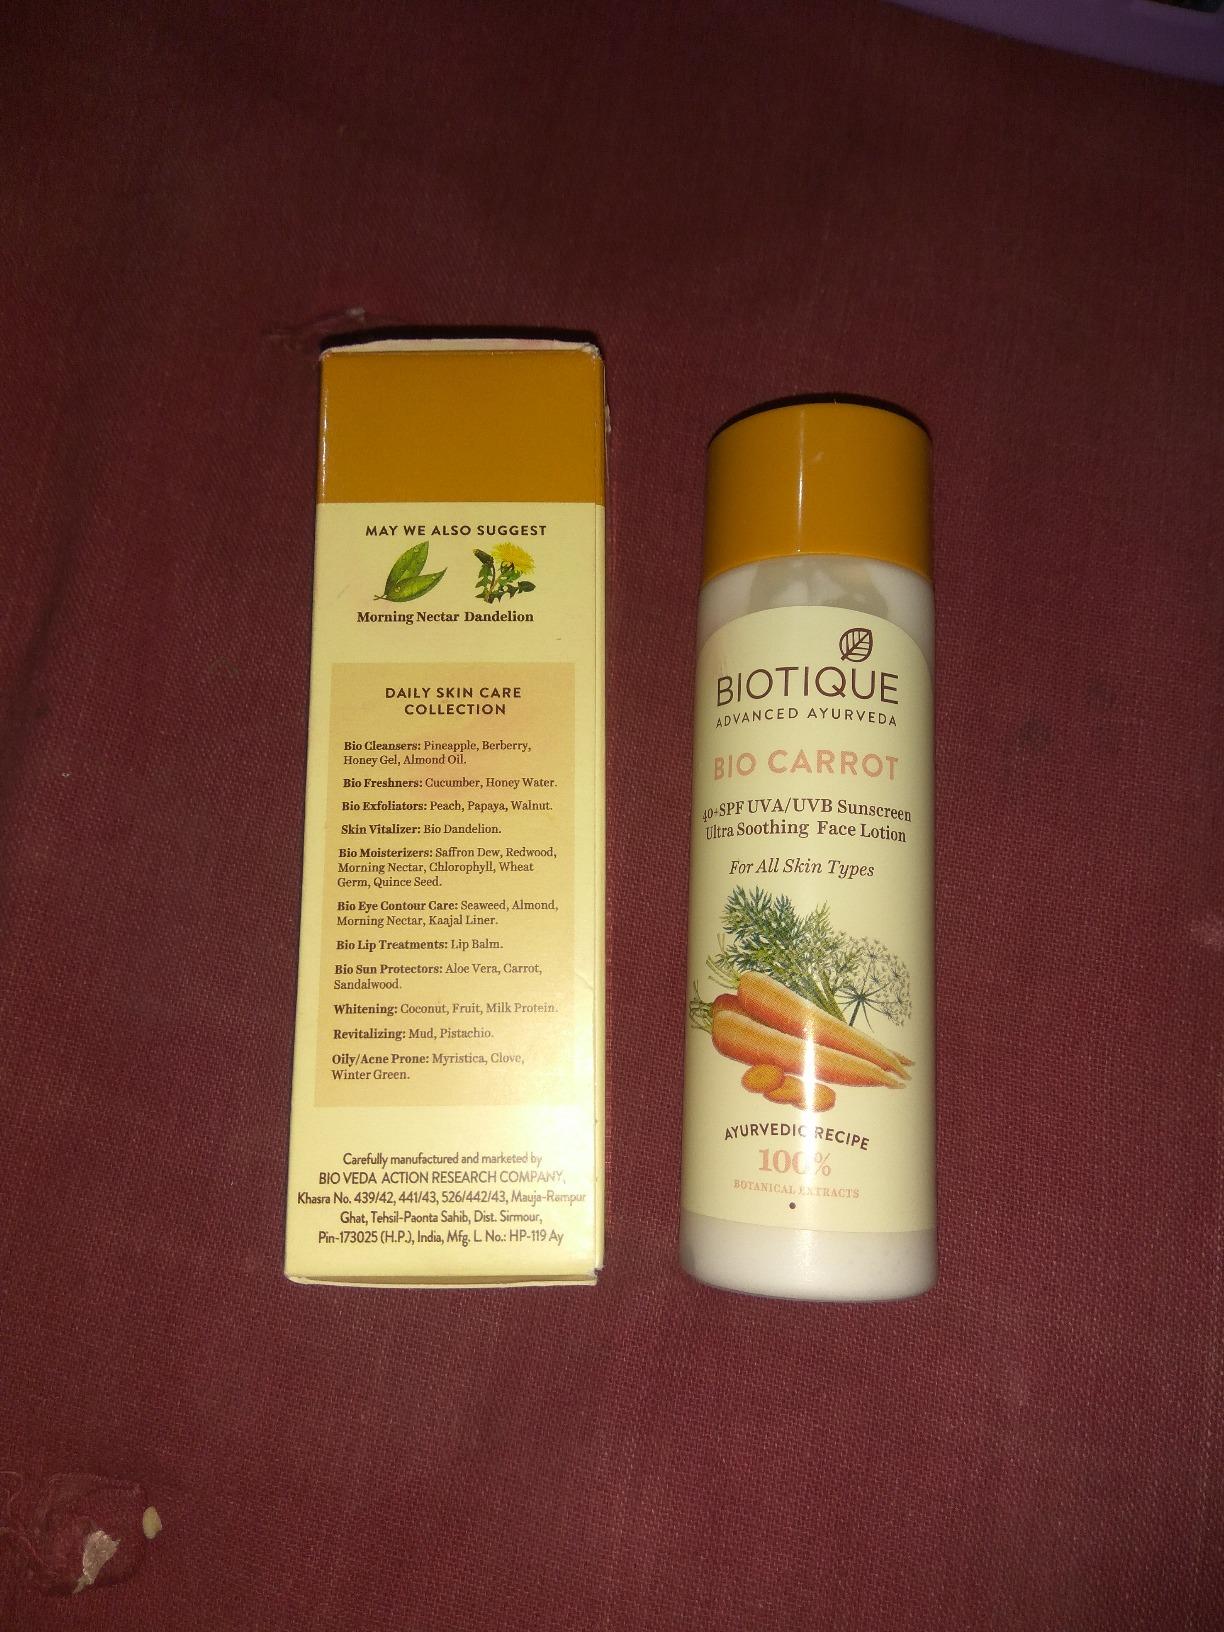 MAY WE ALSO SUGGEST
Morning Nectar Dandelion
DAILY SKIN CARE
COLLECTION
Bio Cleansers: Pineapple, Berberry,
Honey Gel, Almond Oil.
Bio Freshners: Cucumber, Honey Water.
Bio Exfoliators: Peach, Papaya, Walnut.
Skin Vitalizer: Bio Dandelion.
Bio Moisterizers: Saffron Dew, Redwood,
Morning Nectar, Chlorophyll, Wheat
Germ, Quince Seed.
Bio Eye Contour Care: Seaweed, Almond,
Morning Nectar, Kaajal Liner.
Bio Lip Treatments: Lip Balm.
Bio Sun Protectors: Aloe Vera, Carrot,
Sandalwood.
Whitening: Coconut, Fruit, Milk Protein.
Revitalizing: Mud, Pistachio.
Oily/Acne Prone: Myristica, Clove,
Winter Green.
Carefully manufactured and marketed by
BIO VEDA ACTION RESEARCH COMPANY,
Khasra No. 439/42, 441/43, 526/442/43, Mauja-Rampur
Ghat, Tehsil-Paonta Sahib, Dist. Sirmour,
Pin-173025 (H.P.), India, Mfg. L. No.: HP-119 Ay
BIOTIQUE
ADVANCED AYURVEDA
BIO CARROT
40+SPF UVA/UVB Sunscreen
Ultra Soothing Face Lotion
For All Skin Types
AYURVEDIC RECIPE
100%
BOTANICAL EXTRACTS